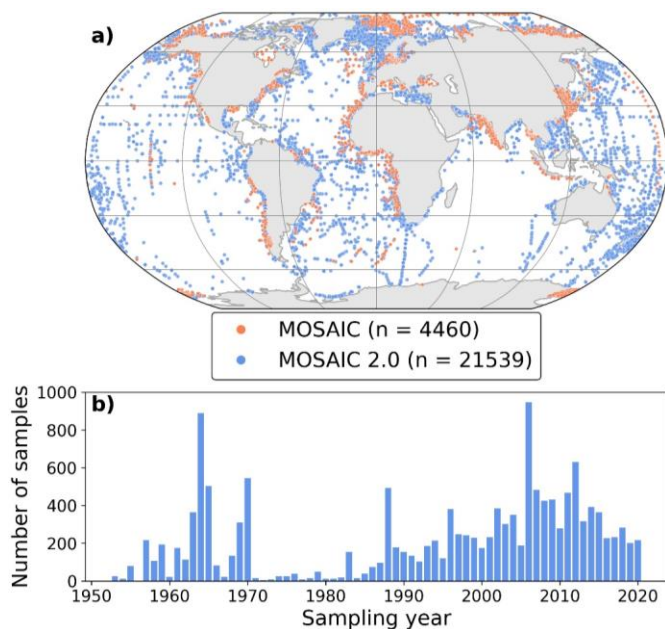 a)
MOSAIC (n = 4460)
MOSAIC 2.0 (n = 21539)
b)
Number of samples
1000
800
600
400
200
0
1950 1960 1970 1980 1990 2000 2010 2020
Sampling year